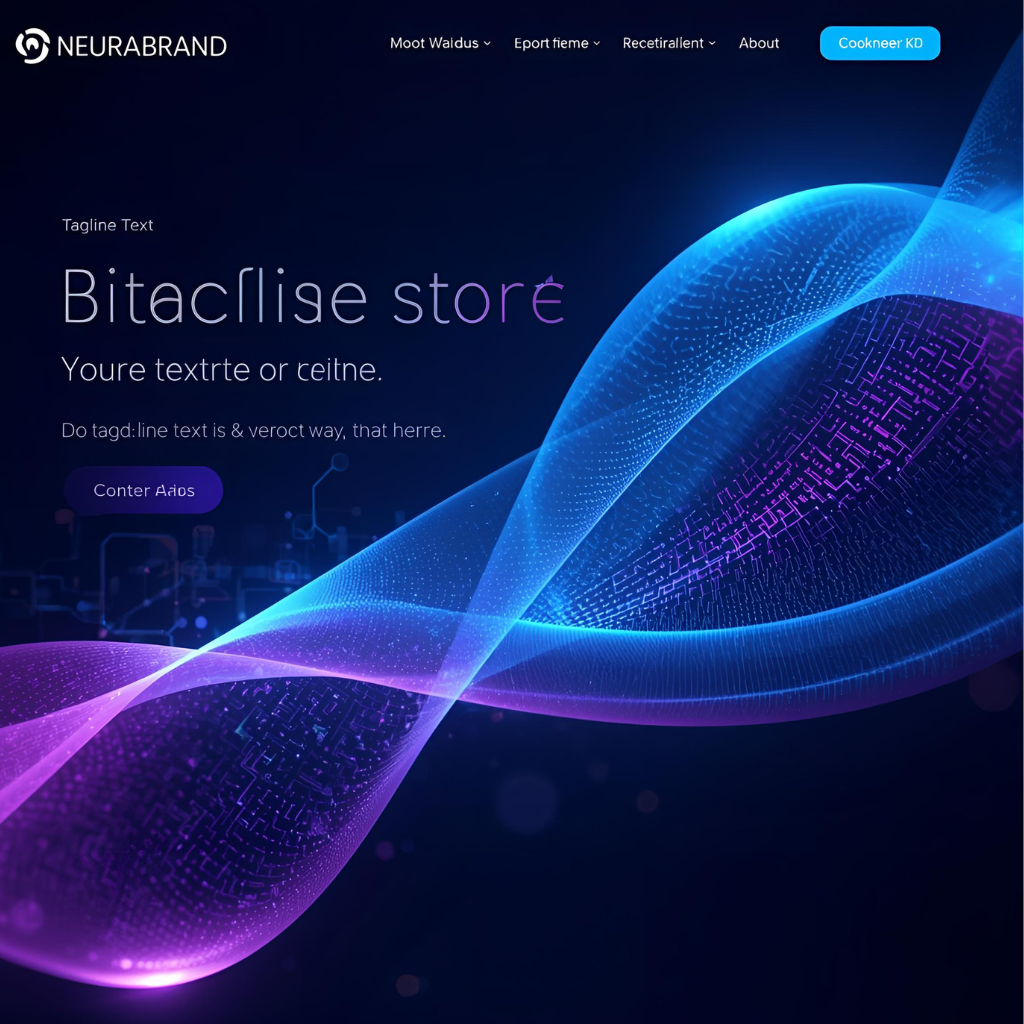 NEURABRAND
Moot Waldus
Eport fieme
Recetirallent
About
Cookneer KD
Tagline Text
Bitacflise store
Youre textrte or ceitne.
Do tagd:line text is & veroct way, that herre.
Conter